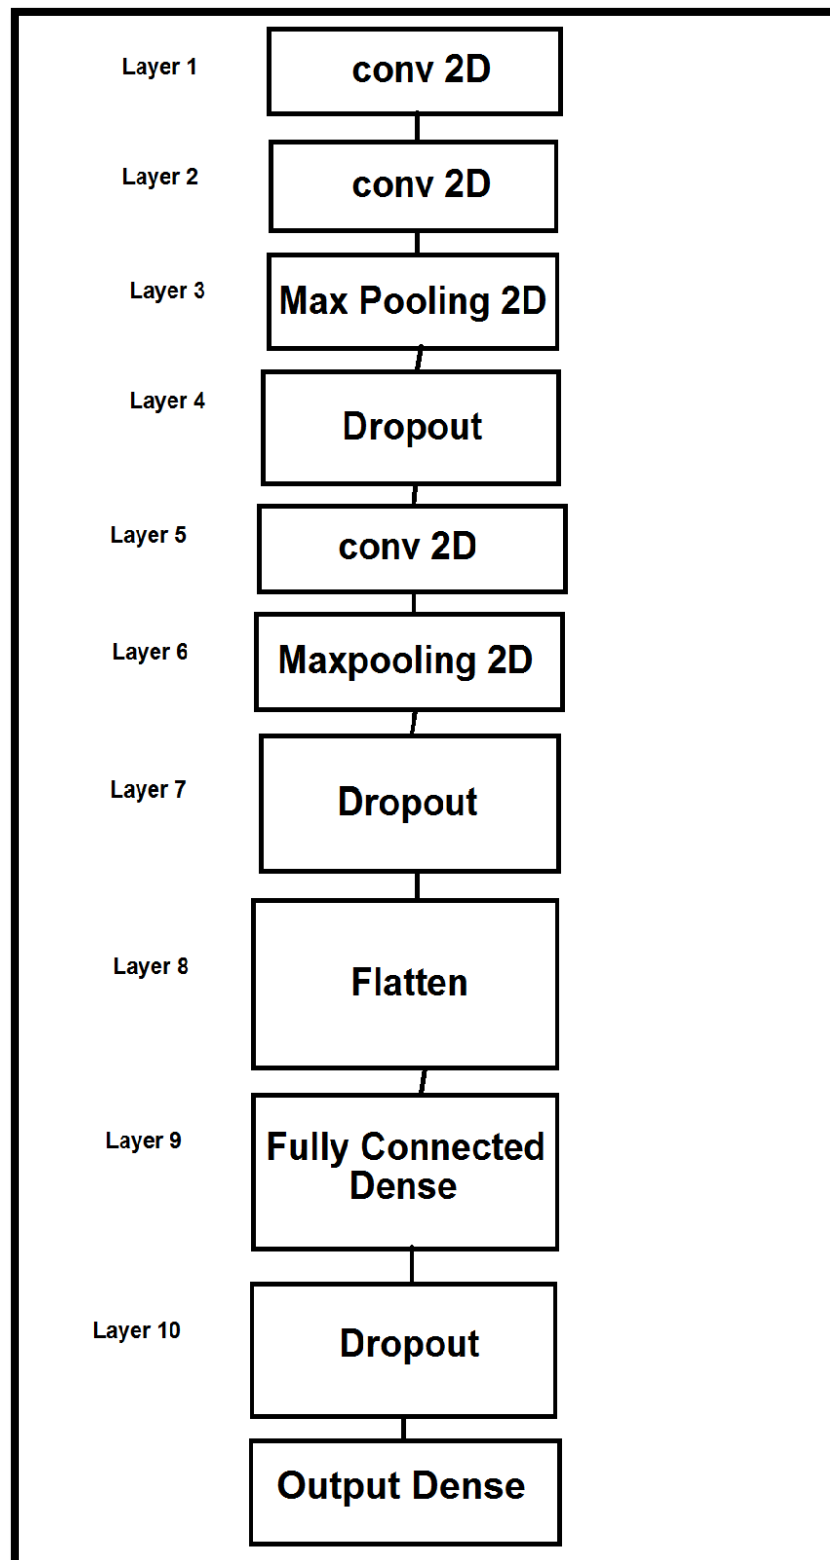 Layer 1
conv 2D
Layer 2
conv 2D
Layer 3
Max Pooling 2D
Layer 4
Dropout
Layer 5
conv 2D
Layer 6
Maxpooling 2D
Layer 7
Dropout
Layer 8
Flatten
Layer 9
Fully Connected
Dense
Layer 10
Dropout
Output Dense